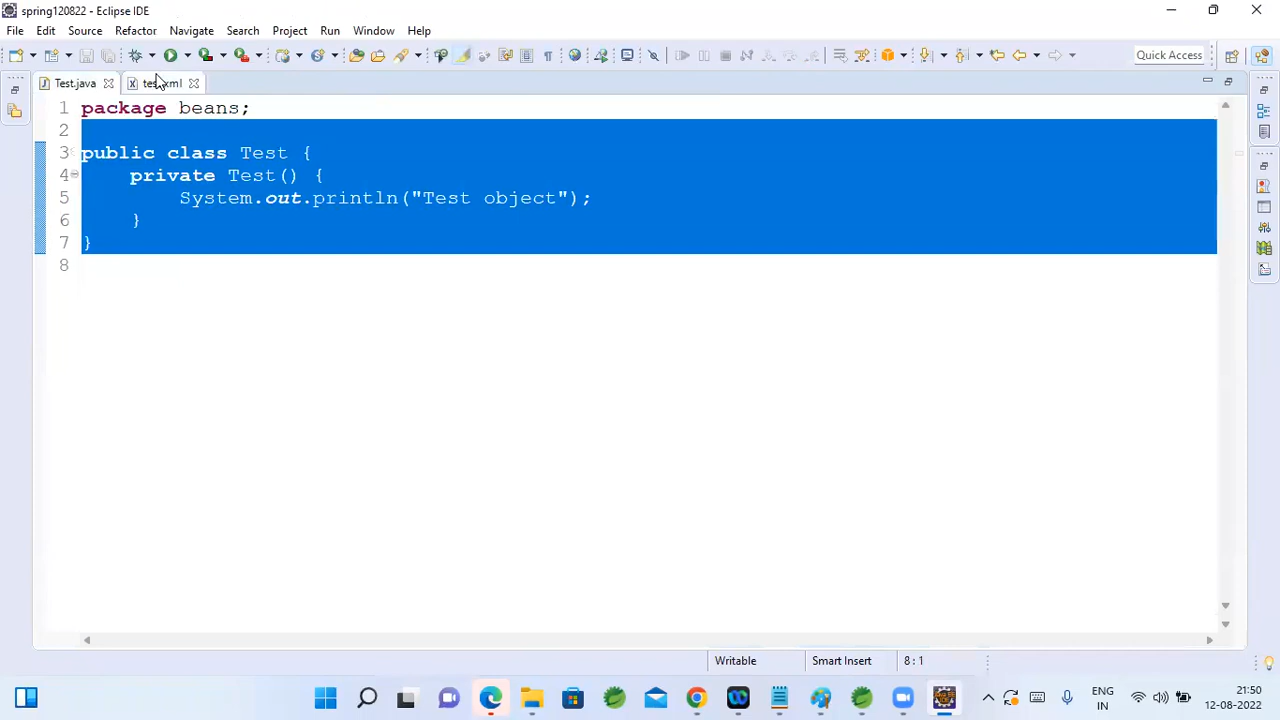 spring120822 - Eclipse IDE
File Edit Source Refactor Navigate Search Project Run Window Help
Quick Access
Test.java test.xml
1 package beans;
2
3 public class Test {
4 private Test() {
5 System.out.println("Test object");
6 }
7 }
8
Writable Smart Insert 8 : 1
ENG 21:50
IN 12-08-2022